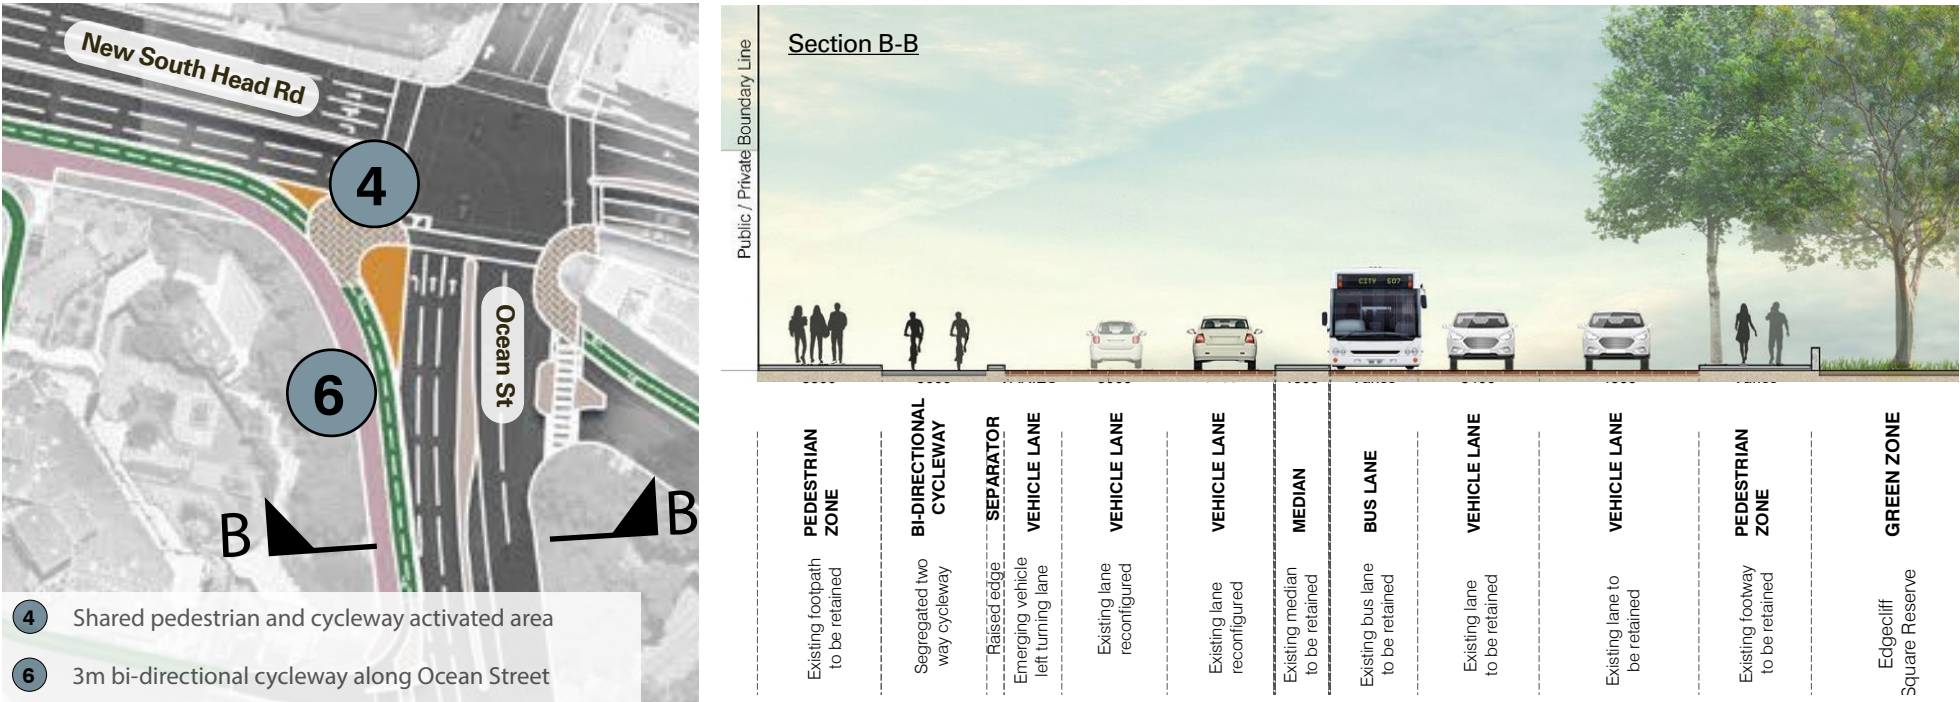 New South Head Rd
4
Ocean St
6
B
B
4 Shared pedestrian and cycleway activated area
6 3m bi-directional cycleway along Ocean Street
Section B-B
Public / Private Boundary Line
CITY 507
PEDESTRIAN
ZONE
Existing footpath
to be retained
BI-DIRECTIONAL
CYCLEWAY
Segregated two
way cycleway
SEPARATOR
Raised edge
VEHICLE LANE
Emerging vehicle
left turning lane
VEHICLE LANE
Existing lane
reconfigured
VEHICLE LANE
Existing lane
reconfigured
MEDIAN
Existing median
to be retained
BUS LANE
Existing bus lane
to be retained
VEHICLE LANE
Existing lane
to be retained
VEHICLE LANE
Existing lane to
be retained
PEDESTRIAN
ZONE
Existing footway
to be retained
GREEN ZONE
Edgecliff
Square Reserve